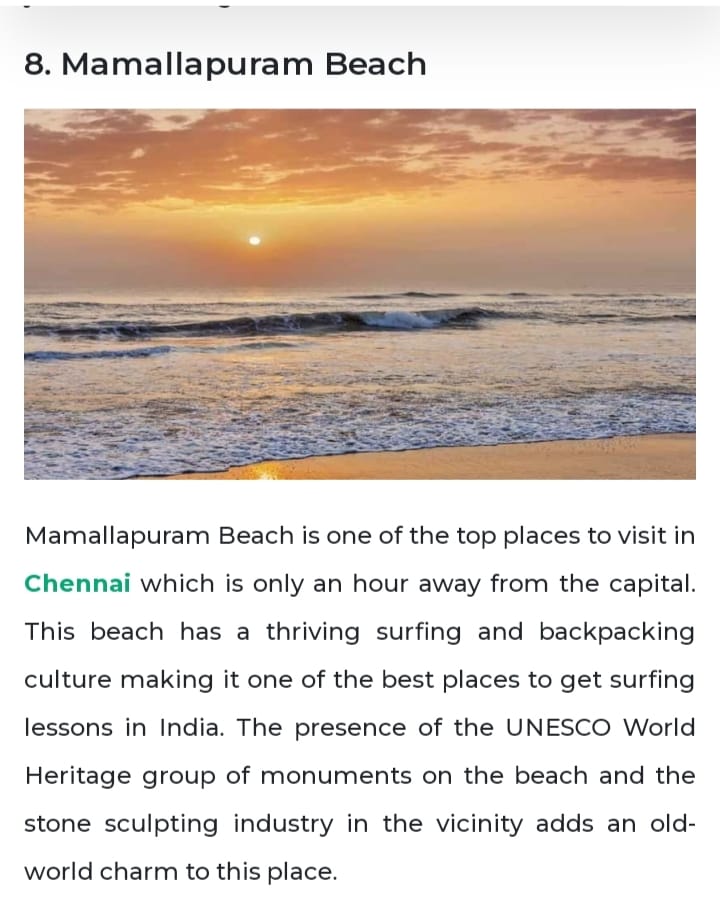 8. Mamallapuram Beach
Mamallapuram Beach is one of the top places to visit in
Chennai which is only an hour away from the capital.
This beach has a thriving surfing and backpacking
culture making it one of the best places to get surfing
lessons in India. The presence of the UNESCO World
Heritage group of monuments on the beach and the
stone sculpting industry in the vicinity adds an old-
world charm to this place.